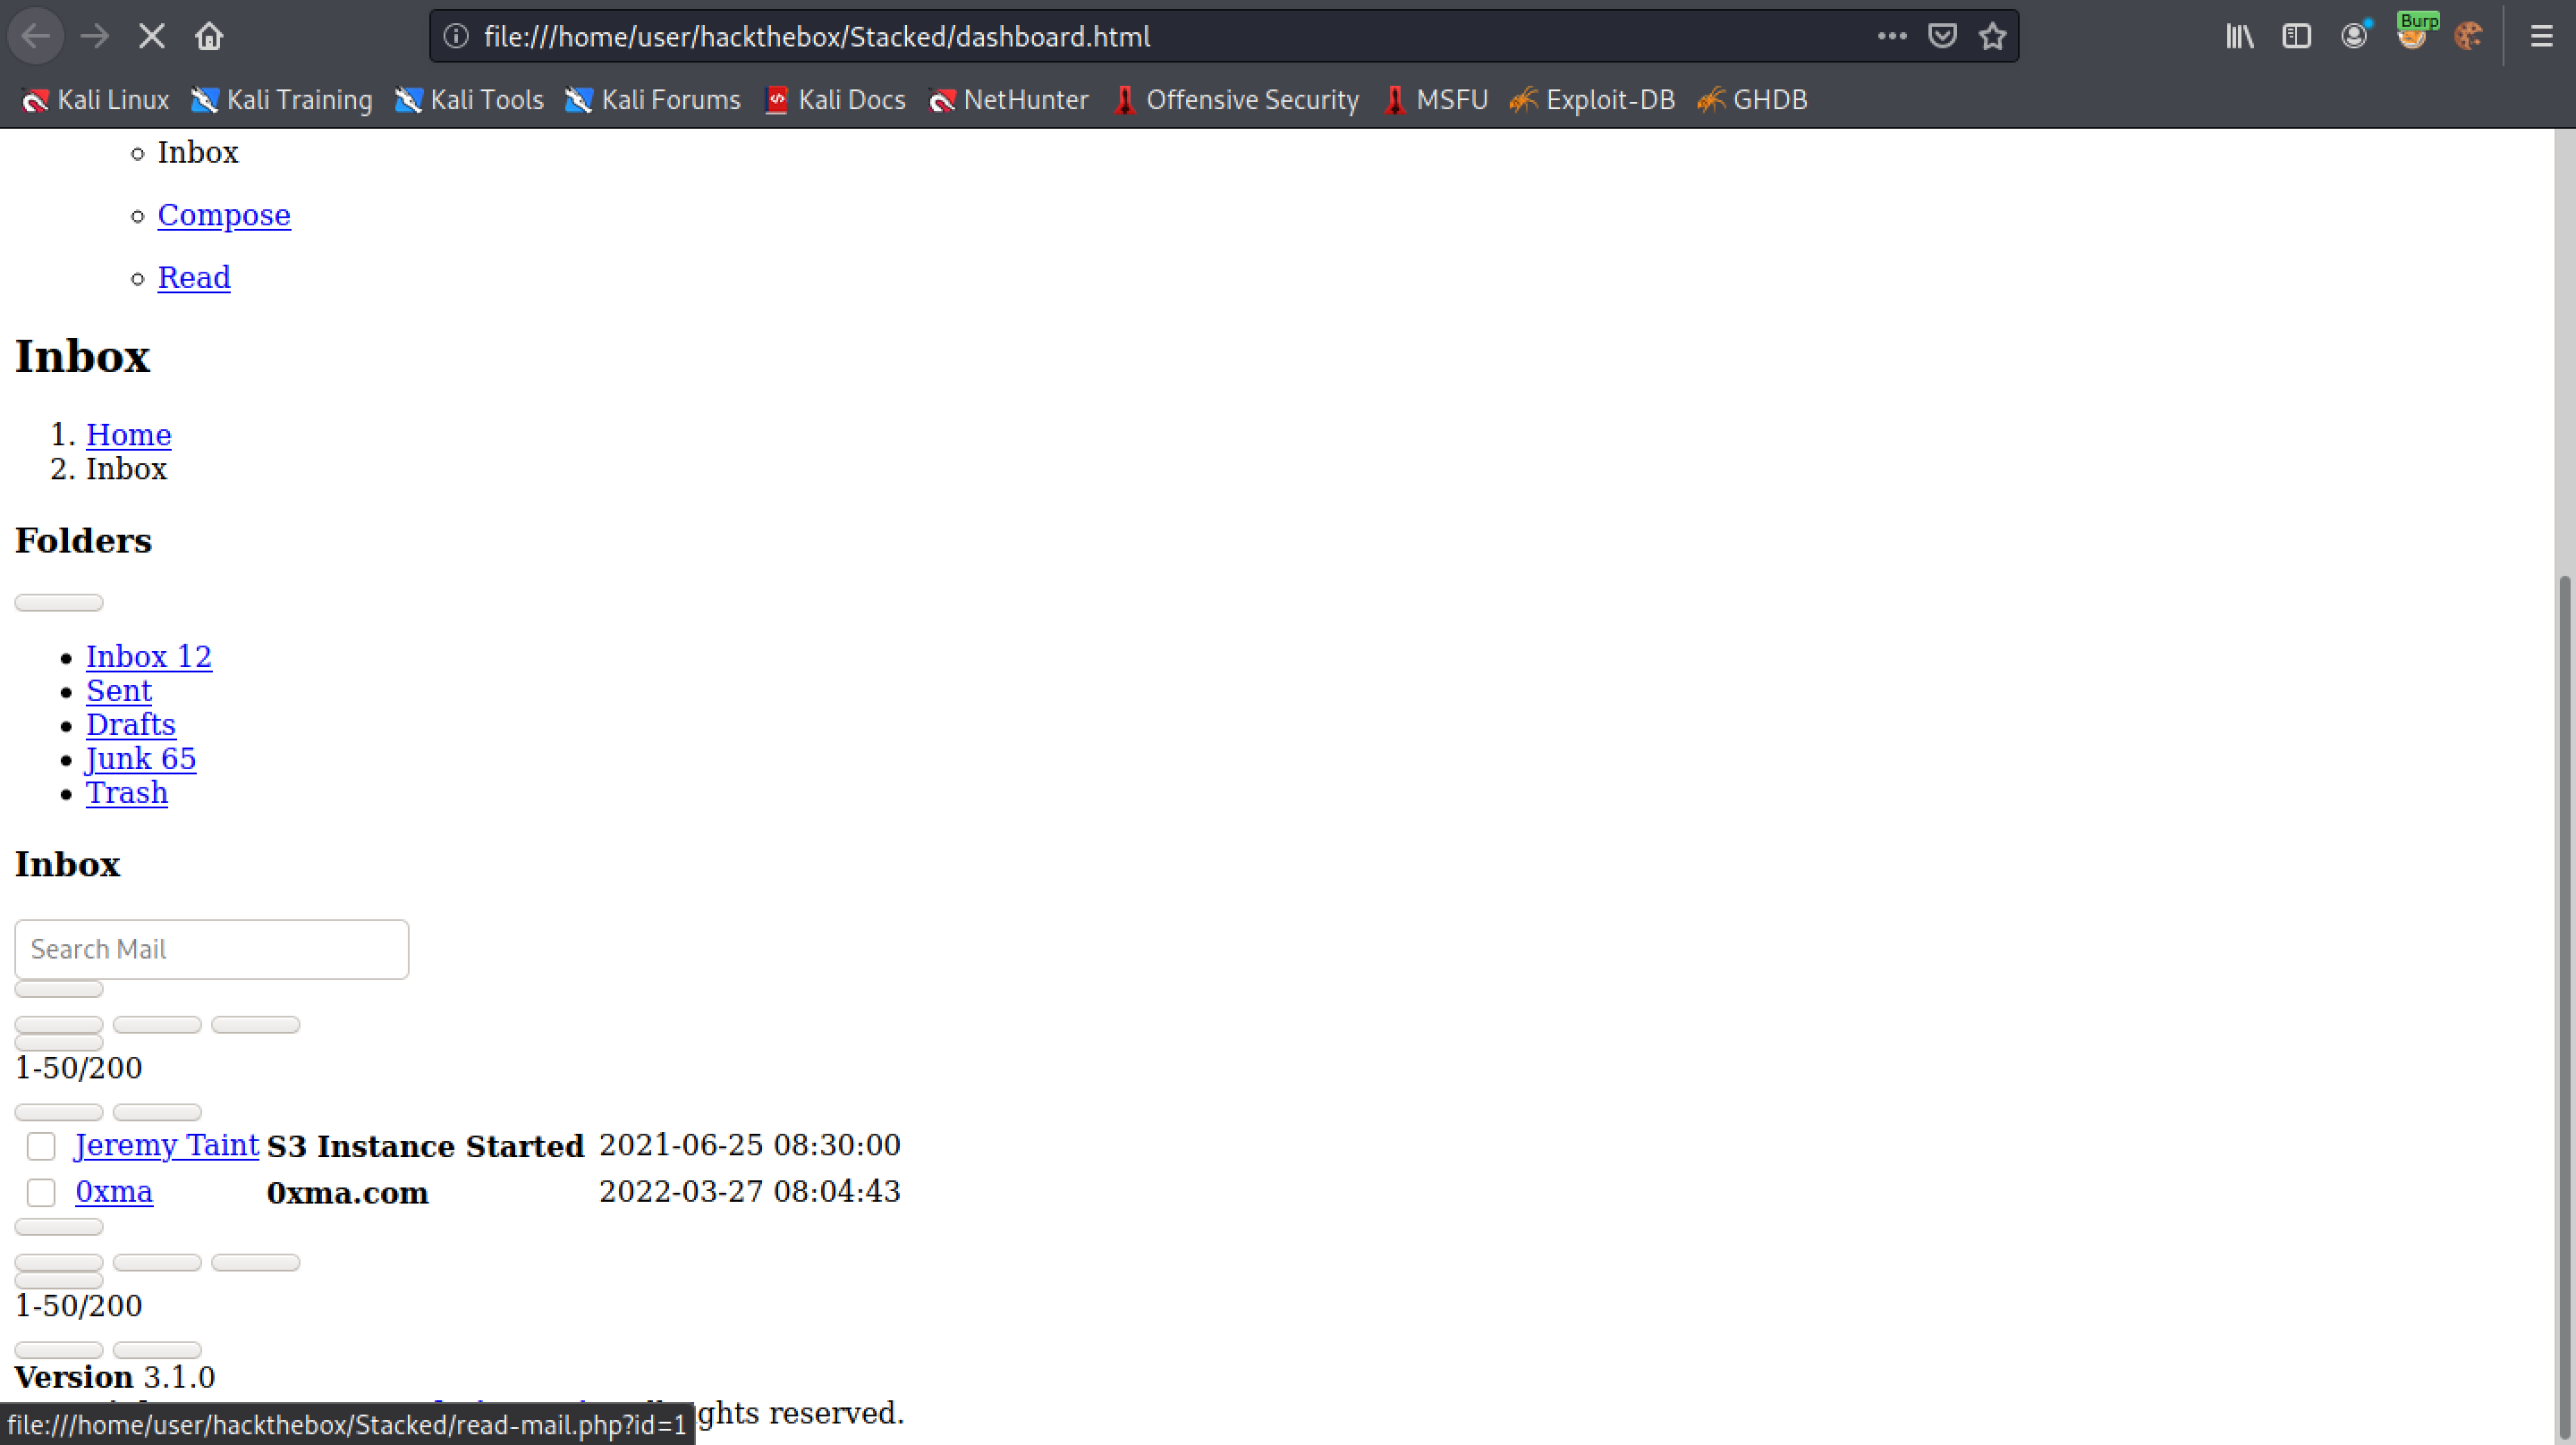 file:///home/user/hackthebox/Stacked/dashboard.html
Burp
Kali Linux Kali Training Kali Tools Kali Forums Kali Docs NetHunter Offensive Security MSFU Exploit-DB GHDB
Inbox
Compose
Read
Inbox
1. Home
2. Inbox
Folders
Inbox 12
Sent
Drafts
Junk 65
Trash
Inbox
Search Mail
1-50/200
Jeremy Taint S3 Instance Started 2021-06-25 08:30:00
0xma 0xma.com 2022-03-27 08:04:43
1-50/200
Version 3.1.0
reserved.
file:///home/user/hackthebox/Stacked/read-mail.php?id=1